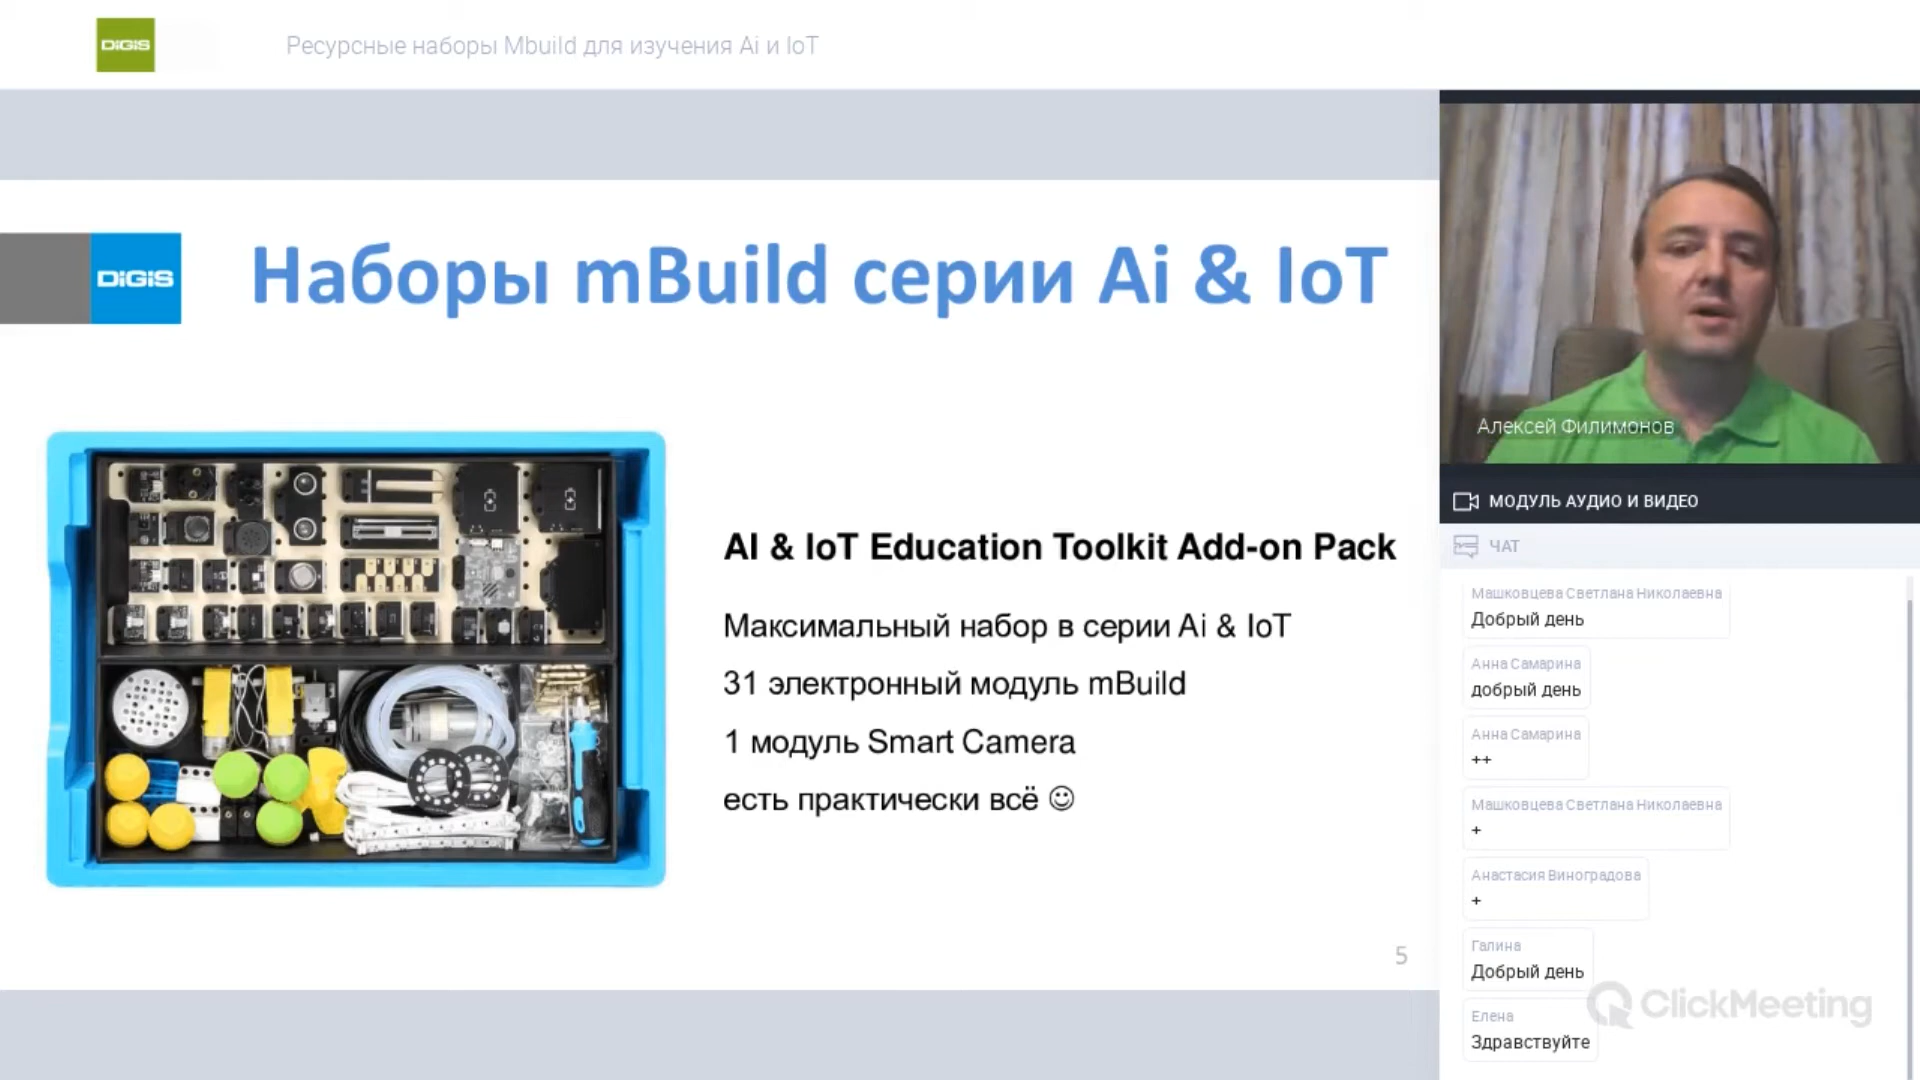 DiGiS
Ресурсные наборы Mbuild для изучения Ai и IoT
DiGiS
Наборы mBuild серии Ai & IoT
AI & IoT Education Toolkit Add-on Pack
Максимальный набор в серии Ai & IoT
31 электронный модуль mBuild
1 модуль Smart Camera
есть практически всё ☺
5
Алексей Филимонов
МОДУЛЬ АУДИО И ВИДЕО
ЧАТ
Машковцева Светлана Николаевна
Добрый день
Анна Самарина
добрый день
Анна Самарина
++
Машковцева Светлана Николаевна
+
Анастасия Виноградова
+
Галина
Добрый день
Елена
Здравствуйте
ClickMeeting